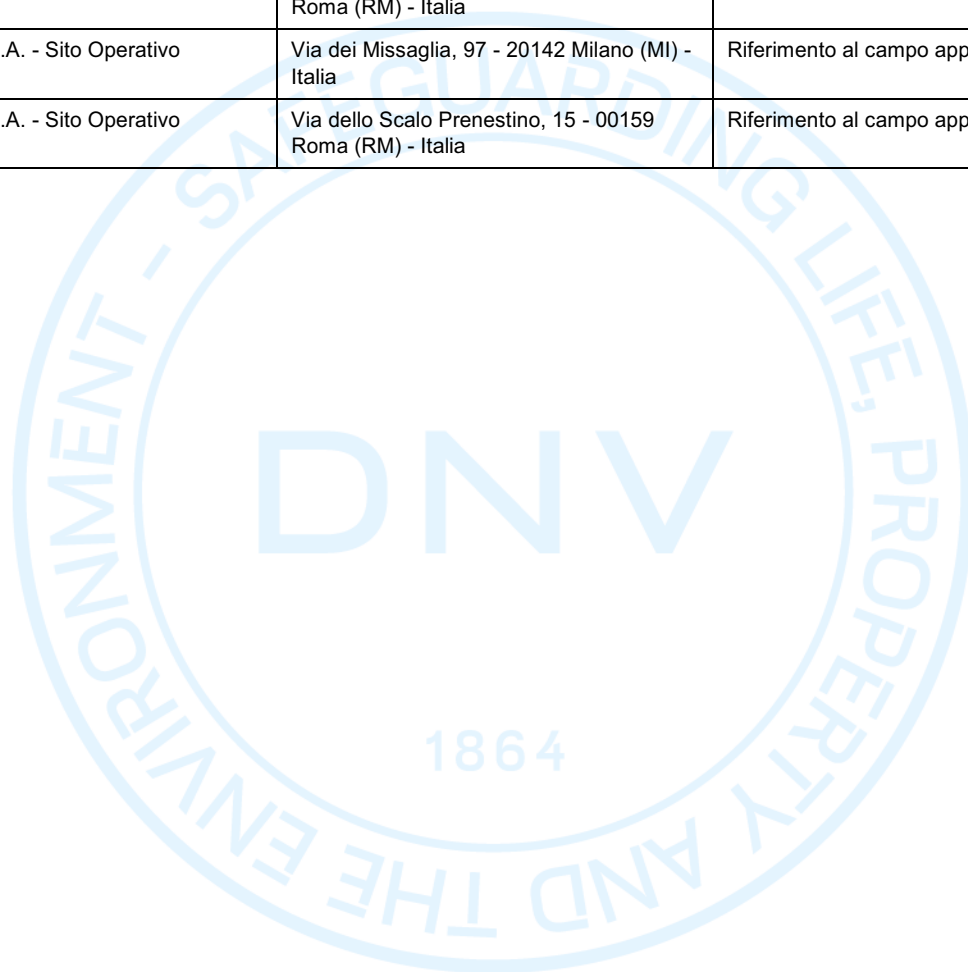 Roma (RM) - Italia
.A. - Sito Operativo
Via dei Missaglia, 97 - 20142 Milano (MI) -
Italia
Riferimento al campo app
.A. - Sito Operativo
Via dello Scalo Prenestino, 15 - 00159
Roma (RM) - Italia
Riferimento al campo app
SAFEGUARDING LIFE, PROPERTY AND THE ENVIRONMENT -
DNV
1864